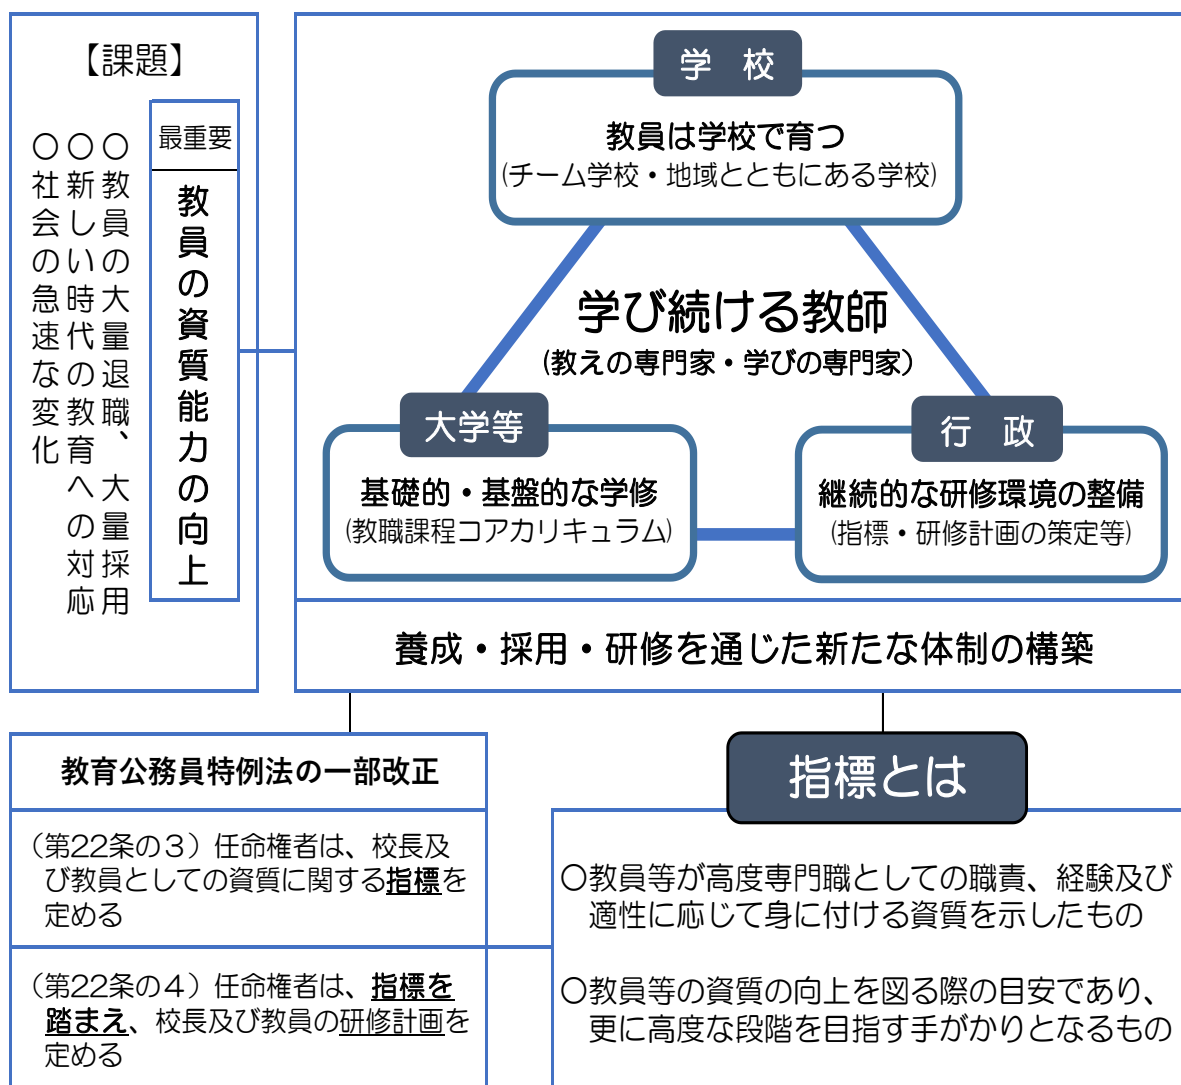 【課題】
最重要
教員の資質能力の向上
〇教員の大量退職、大量採用
〇新しい時代の教育への対応
〇社会の急速な変化
学　校
教員は学校で育つ
(チーム学校・地域とともにある学校)
学び続ける教師
(教えの専門家・学びの専門家)
大学等
基礎的・基盤的な学修
(教職課程コアカリキュラム)
行　政
継続的な研修環境の整備
(指標・研修計画の策定等)
養成・採用・研修を通じた新たな体制の構築
教育公務員特例法の一部改正
（第22条の３）任命権者は、校長及
び教員としての資質に関する指標を
定める
（第22条の４）任命権者は、指標を
踏まえ、校長及び教員の研修計画を
定める
指標とは
〇教員等が高度専門職としての職責、経験及び
適性に応じて身に付ける資質を示したもの
〇教員等の資質の向上を図る際の目安であり、
更に高度な段階を目指す手がかりとなるもの